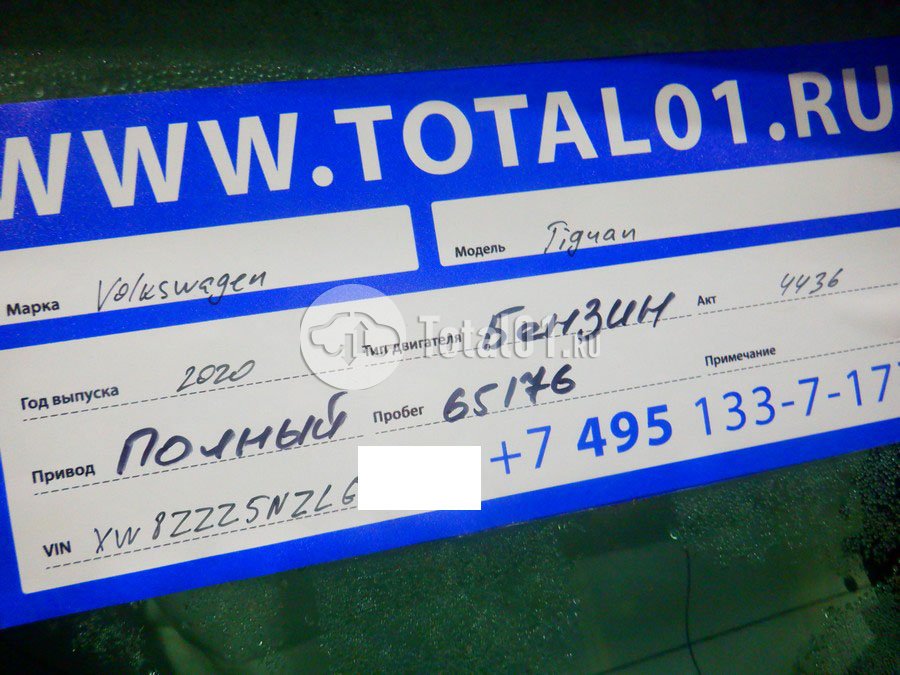 WWW.TOTAL01.RU
Марка Volkswagen Модель Tiguan
Год выпуска 2020 Тип двигателя Бензин Акт 4436
Привод Полный Пробег 65176 Примечание
VIN XW8ZZZ5NZLG +7 495 133-7-177
Total01.RU